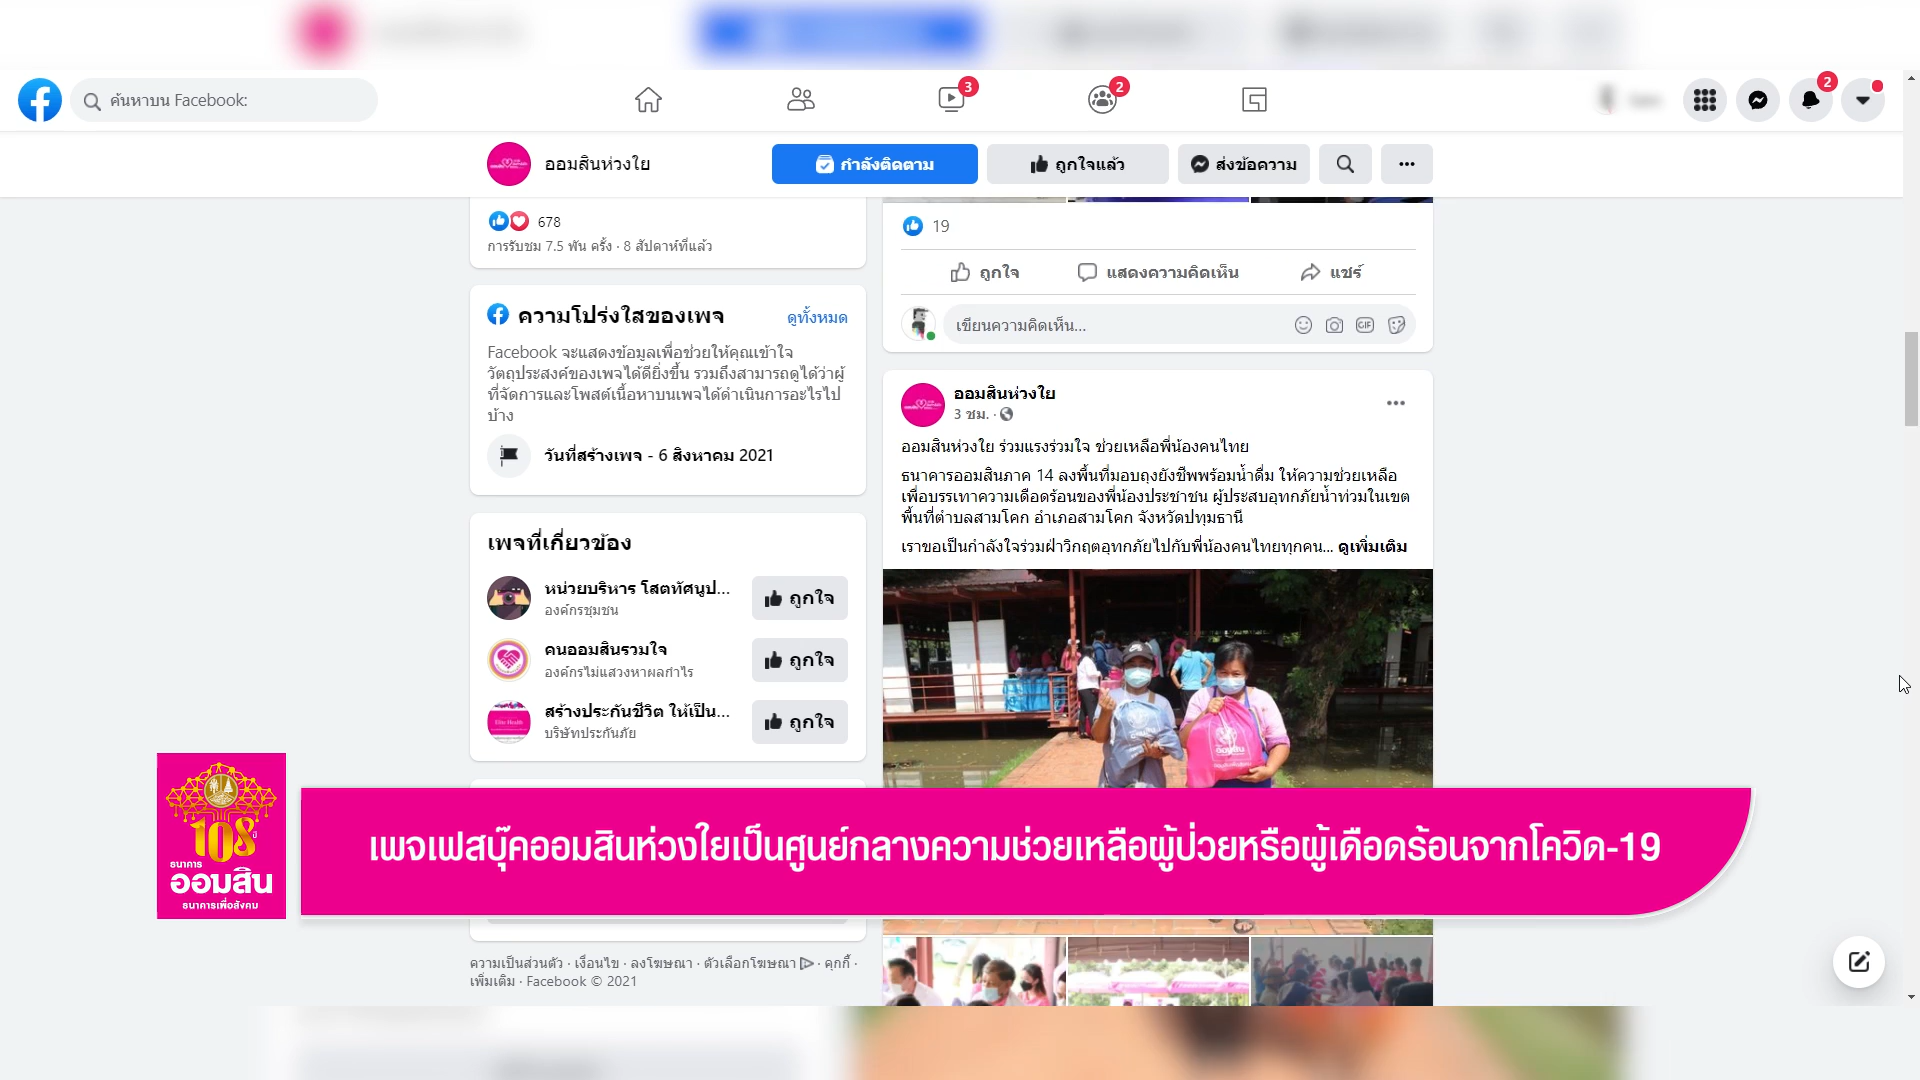 ค้นหาบน Facebook:
3
2
2
ออมสินห่วงใย
กำลังติดตาม
ถูกใจแล้ว
ส่งข้อความ
678
การรับชม 7.5 พัน ครั้ง · 8 สัปดาห์ที่แล้ว
ความโปร่งใสของเพจ
ดูทั้งหมด
Facebook จะแสดงข้อมูลเพื่อช่วยให้คุณเข้าใจ
วัตถุประสงค์ของเพจได้ดียิ่งขึ้น รวมถึงสามารถดูได้ว่าผู้
ที่จัดการและโพสต์เนื้อหาบนเพจได้ดำเนินการอะไรไป
บ้าง
วันที่สร้างเพจ - 6 สิงหาคม 2021
เพจที่เกี่ยวข้อง
หน่วยบริหาร โสตทัศนูป...
องค์กรชุมชน
ถูกใจ
คนออมสินรวมใจ
องค์กรไม่แสวงหาผลกำไร
ถูกใจ
สร้างประกันชีวิต ให้เป็น...
บริษัทประกันภัย
ถูกใจ
19
ถูกใจ
แสดงความคิดเห็น
แชร์
เขียนความคิดเห็น...
GIF
ออมสินห่วงใย
3 ชม. ·
ออมสินห่วงใย ร่วมแรงร่วมใจ ช่วยเหลือพี่น้องคนไทย
ธนาคารออมสินภาค 14 ลงพื้นที่มอบถุงยังชีพพร้อมน้ำดื่ม ให้ความช่วยเหลือ
เพื่อบรรเทาความเดือดร้อนของพี่น้องประชาชน ผู้ประสบอุทกภัยน้ำท่วมในเขต
พื้นที่ตำบลสามโคก อำเภอสามโคก จังหวัดปทุมธานี
เราขอเป็นกำลังใจร่วมฝ่าวิกฤตอุทกภัยไปกับพี่น้องคนไทยทุกคน... ดูเพิ่มเติม
ออมสิน
108 ปี
ธนาคาร
ออมสิน
ธนาคารเพื่อสังคม
เพจเฟสบุ๊คออมสินห่วงใยเป็นศูนย์กลางความช่วยเหลือผู้ป่วยหรือผู้เดือดร้อนจากโควิด-19
ความเป็นส่วนตัว · เงื่อนไข · ลงโฆษณา · ตัวเลือกโฆษณา · คุกกี้ ·
เพิ่มเติม · Facebook © 2021